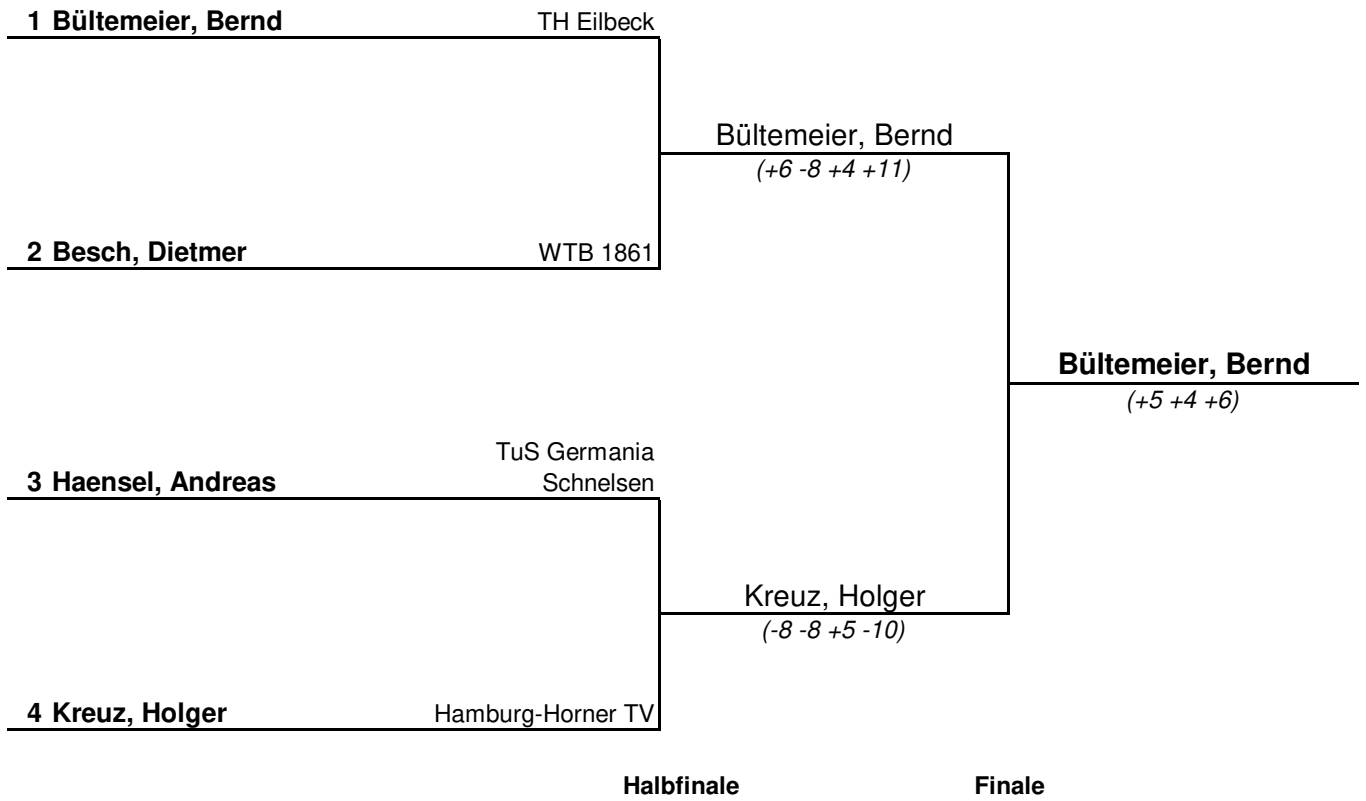 1 Bültemeier, Bernd TH Eilbeck
Bültemeier, Bernd
(+6 -8 +4 +11)
2 Besch, Dietmer WTB 1861
Bültemeier, Bernd
(+5 +4 +6)
TuS Germania
3 Haensel, Andreas Schnelsen
Kreuz, Holger
(-8 -8 +5 -10)
4 Kreuz, Holger Hamburg-Horner TV
Halbfinale Finale